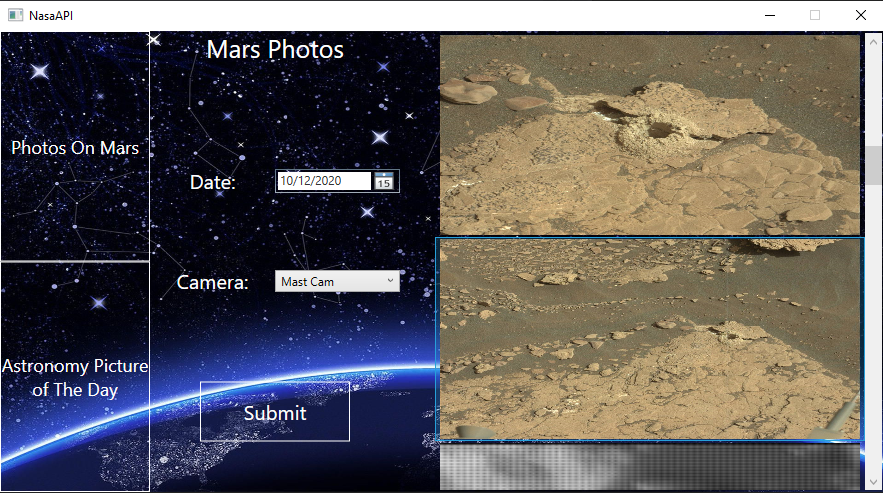 NasaAPI
Photos On Mars
Astronomy Picture
of The Day
Mars Photos
Date:
10/12/2020
15
Camera:
Mast Cam
Submit